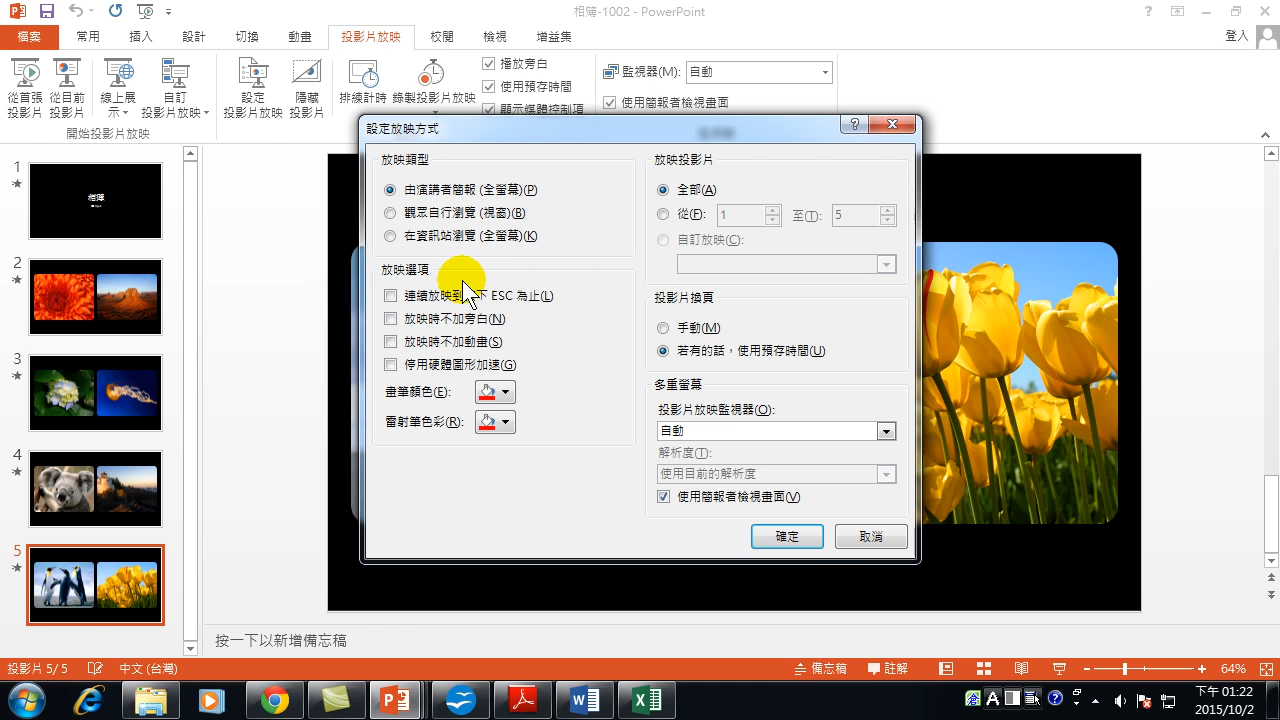 相簿-1002 - PowerPoint
檔案 常用 插入 設計 切換 動畫 投影片放映 校閱 檢視 增益集 登入
從首張投影片
從目前投影片
線上展示
自訂投影片放映
設定投影片放映
隱藏投影片
排練計時
錄製投影片放映
播放旁白
使用預存時間
顯示媒體控制項
監視器(M): 自動
使用簡報者檢視畫面
開始投影片放映
1
相簿
2
3
4
5
設定放映方式
放映類型
由演講者簡報 (全螢幕)(P)
觀眾自行瀏覽 (視窗)(B)
在資訊站瀏覽 (全螢幕)(K)
放映選項
連續放映到 下 ESC 為止(L)
放映時不加旁白(N)
放映時不加動畫(S)
停用硬體圖形加速(G)
畫筆顏色(E):
雷射筆色彩(R):
放映投影片
全部(A)
從(F): 1 至(T): 5
自訂放映(C):
投影片換頁
手動(M)
若有的話，使用預存時間(U)
多重螢幕
投影片放映監視器(O):
自動
解析度(T):
使用目前的解析度
使用簡報者檢視畫面(V)
確定 取消
按一下以新增備忘稿
投影片 5/ 5 中文 (台灣) 備忘稿 註解 64%
下午 01:22
2015/10/2